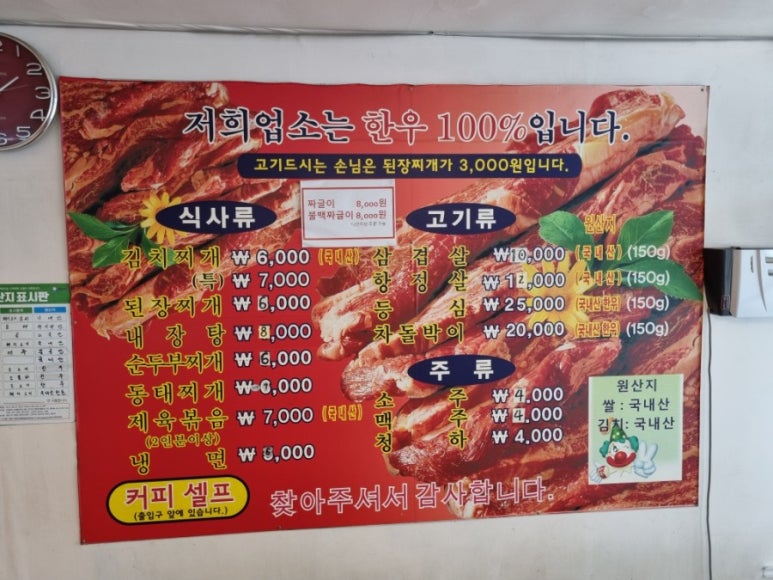 저희업소는 한우 100%입니다.
고기드시는 손님은 된장찌개가 3,000원입니다.
짜글이 8,000원
불백짜글이 8,000원
식사류
김치찌개 ₩ 6,000 (국내산)
(특) ₩ 7,000
된장찌개 ₩ 6,000
내장탕 ₩ 8,000
순두부찌개 ₩ 6,000
동태찌개 ₩ ,000
제육볶음 ₩ 7,000 (국내산)
(2인분이상)
냉면 ₩ ,000
고기류 원산지
삼겹살 ₩10,000 (국내산) (150g)
항정살 ₩12,000 (국내산) (150g)
등심 ₩25,000 (국내산한우) (150g)
차돌박이 ₩ 20,000 (국내산한우) (150g)
주류
소주 ₩ 4,000
맥주 ₩ 4,000
청하 ₩ 4,000
원산지
쌀 : 국내산
김치: 국내산
커피 셀프
(출입구 앞에 있습니다.)
찾아주셔서 감사합니다.
산지 표시판